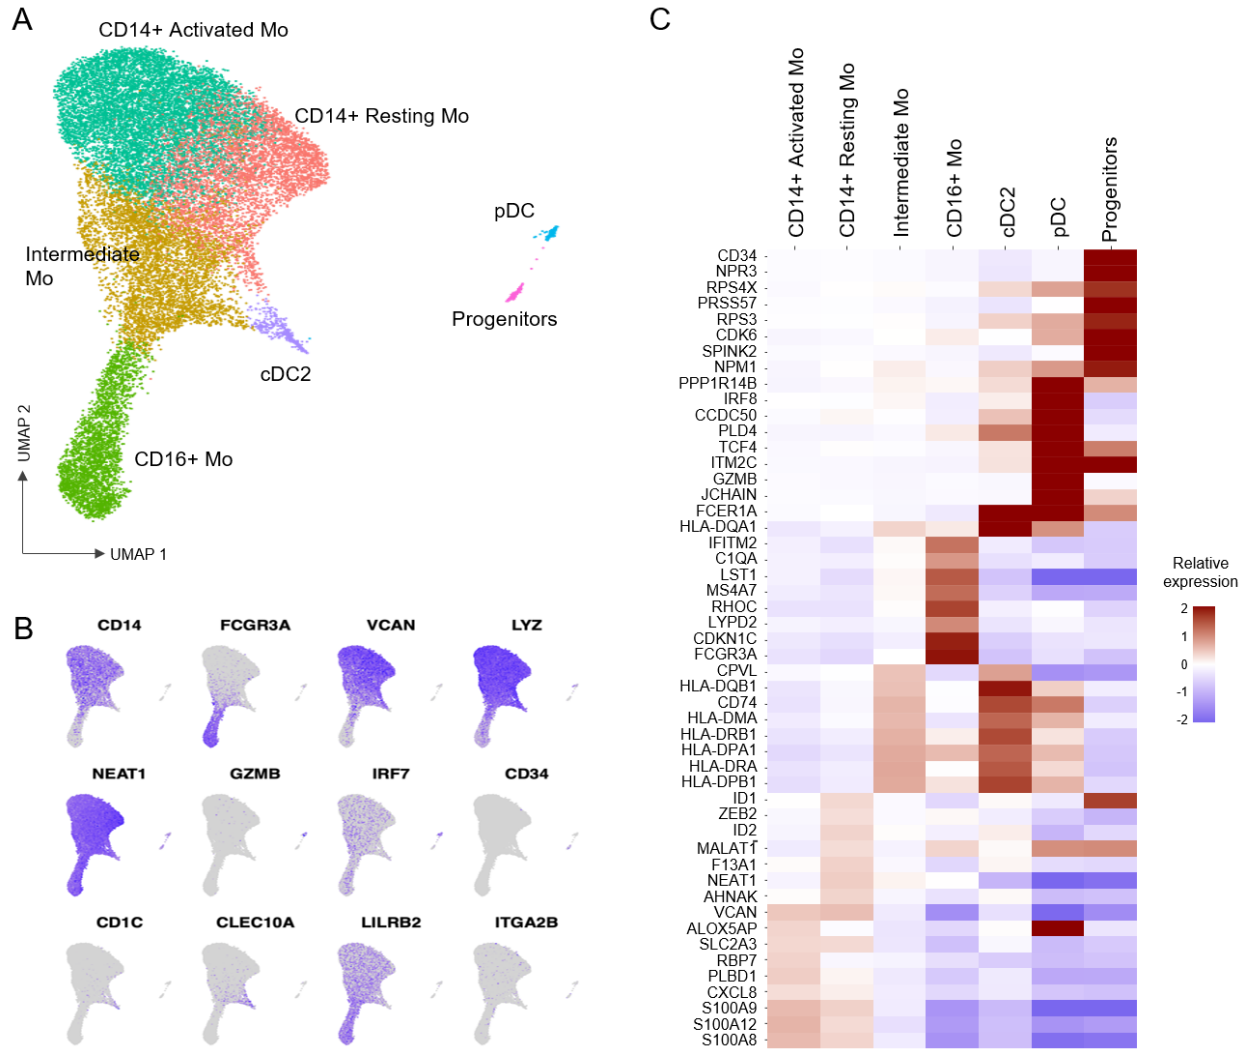 A
CD14+ Activated Mo
CD14+ Resting Mo
pDC
Intermediate
Mo
Progenitors
cDC2
CD16+ Mo
UMAP 2
UMAP 1
B
CD14
FCGR3A
VCAN
LYZ
NEAT1
GZMB
IRF7
CD34
CD1C
CLEC10A
LILRB2
ITGA2B
C
CD14+ Activated Mo
CD14+ Resting Mo
Intermediate Mo
CD16+ Mo
cDC2
pDC
Progenitors
CD34
NPR3
RPS4X
PRSS57
RPS3
CDK6
SPINK2
NPM1
PPP1R14B
IRF8
CCDC50
PLD4
TCF4
ITM2C
GZMB
JCHAIN
FCER1A
HLA-DQA1
IFITM2
C1QA
LST1
MS4A7
RHOC
LYPD2
CDKN1C
FCGR3A
CPVL
HLA-DQB1
CD74
HLA-DMA
HLA-DRB1
HLA-DPA1
HLA-DRA
HLA-DPB1
ID1
ZEB2
ID2
MALAT1
F13A1
NEAT1
AHNAK
VCAN
ALOX5AP
SLC2A3
RBP7
PLBD1
CXCL8
S100A9
S100A12
S100A8
Relative
expression
2
1
0
-1
-2